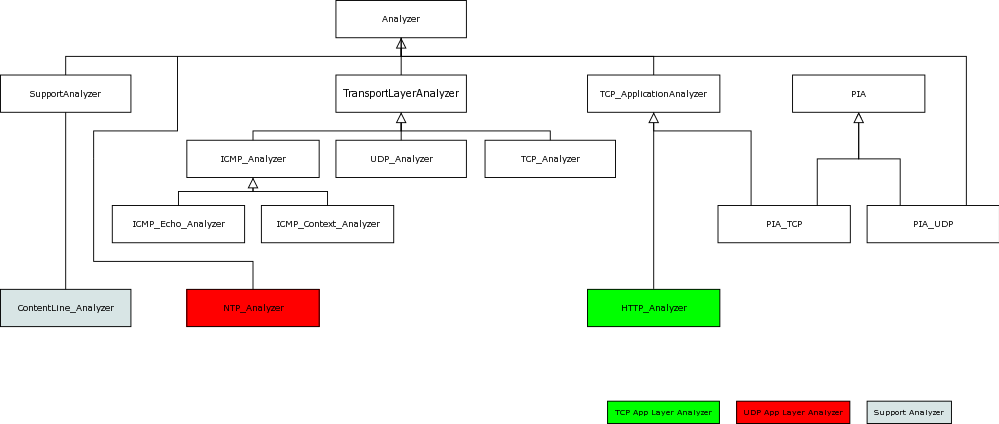 Analyzer
SupportAnalyzer
TransportLayerAnalyzer
TCP_ApplicationAnalyzer
PIA
ICMP_Analyzer
UDP_Analyzer
TCP_Analyzer
ICMP_Echo_Analyzer
ICMP_Context_Analyzer
PIA_TCP
PIA_UDP
ContentLine_Analyzer
NTP_Analyzer
HTTP_Analyzer
TCP App Layer Analyzer
UDP App Layer Analyzer
Support Analyzer